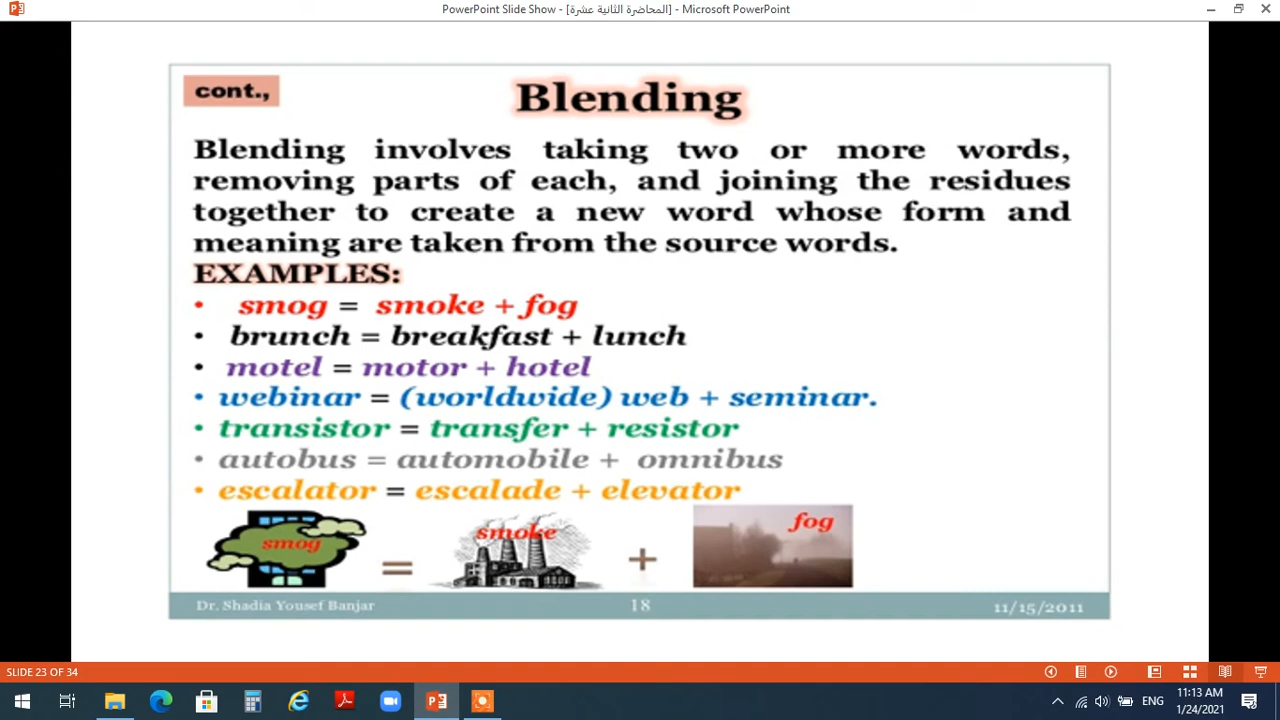 PowerPoint Slide Show - [المحاضرة الثانية عشرة] - Microsoft PowerPoint
cont.,
Blending
Blending involves taking two or more words,
removing parts of each, and joining the residues
together to create a new word whose form and
meaning are taken from the source words.
EXAMPLES:
• smog = smoke + fog
• brunch = breakfast + lunch
• motel = motor + hotel
• webinar = (worldwide) web + seminar.
• transistor = transfer + resistor
• autobus = automobile + omnibus
• escalator = escalade + elevator
smog = smoke + fog
Dr. Shadia Yousef Banjar 18 11/15/2011
SLIDE 23 OF 34
ENG 11:13 AM
1/24/2021